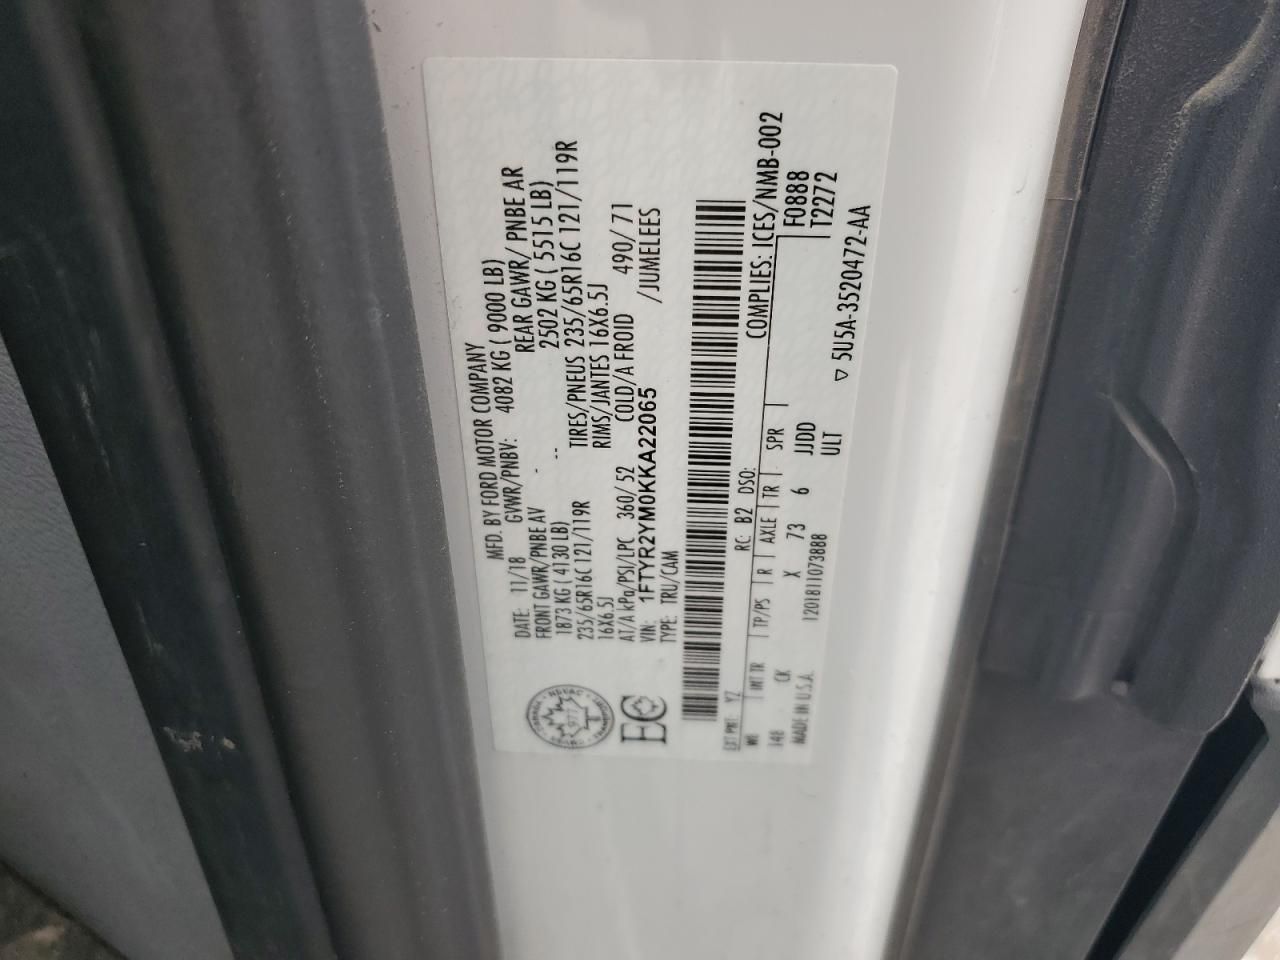 MFD. BY FORD MOTOR COMPANY
DATE: 11/18 GVWR/PNBV: 4082 KG ( 9000 LB)
FRONT GAWR/PNBE AV - REAR GAWR/ PNBE AR
1873 KG ( 4130 LB) -- 2502 KG ( 5515 LB)
235/65R16C 121/119R TIRES/PNEUS 235/65R16C 121/119R
16X6.5J RIMS/JANTES 16X6.5J
AT/A kPa/PSI/LPC 360/ 52 COLD/A FROID 490/ 71
VIN: 1FTYR2YM0KKA22065 /JUMELEES
TYPE: TRU/CAM
EC
EXT PNT: YZ RC: B2 DSO: COMPLIES: ICES/NMB-002
WB INT TR TP/PS R AXLE TR SPR F0888
148 CK X 73 6 JJDD T2272
MADE IN U.S.A. 1201811073888 ULT
▽ 5U5A-3520472-AA